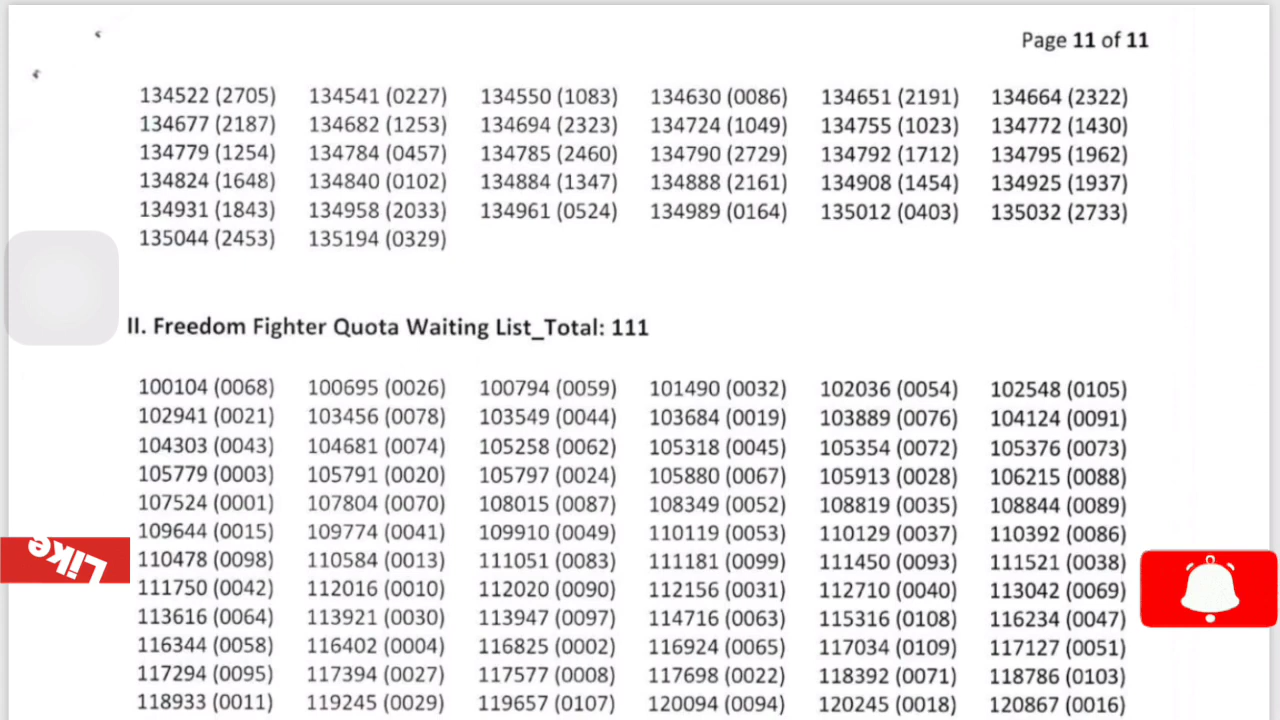 Page 11 of 11
134522 (2705) 134541 (0227) 134550 (1083) 134630 (0086) 134651 (2191) 134664 (2322)
134677 (2187) 134682 (1253) 134694 (2323) 134724 (1049) 134755 (1023) 134772 (1430)
134779 (1254) 134784 (0457) 134785 (2460) 134790 (2729) 134792 (1712) 134795 (1962)
134824 (1648) 134840 (0102) 134884 (1347) 134888 (2161) 134908 (1454) 134925 (1937)
134931 (1843) 134958 (2033) 134961 (0524) 134989 (0164) 135012 (0403) 135032 (2733)
135044 (2453) 135194 (0329)
II. Freedom Fighter Quota Waiting List_Total: 111
100104 (0068) 100695 (0026) 100794 (0059) 101490 (0032) 102036 (0054) 102548 (0105)
102941 (0021) 103456 (0078) 103549 (0044) 103684 (0019) 103889 (0076) 104124 (0091)
104303 (0043) 104681 (0074) 105258 (0062) 105318 (0045) 105354 (0072) 105376 (0073)
105779 (0003) 105791 (0020) 105797 (0024) 105880 (0067) 105913 (0028) 106215 (0088)
107524 (0001) 107804 (0070) 108015 (0087) 108349 (0052) 108819 (0035) 108844 (0089)
109644 (0015) 109774 (0041) 109910 (0049) 110119 (0053) 110129 (0037) 110392 (0086)
110478 (0098) 110584 (0013) 111051 (0083) 111181 (0099) 111450 (0093) 111521 (0038)
111750 (0042) 112016 (0010) 112020 (0090) 112156 (0031) 112710 (0040) 113042 (0069)
113616 (0064) 113921 (0030) 113947 (0097) 114716 (0063) 115316 (0108) 116234 (0047)
116344 (0058) 116402 (0004) 116825 (0002) 116924 (0065) 117034 (0109) 117127 (0051)
117294 (0095) 117394 (0027) 117577 (0008) 117698 (0022) 118392 (0071) 118786 (0103)
118933 (0011) 119245 (0029) 119657 (0107) 120094 (0094) 120245 (0018) 120867 (0016)
Like